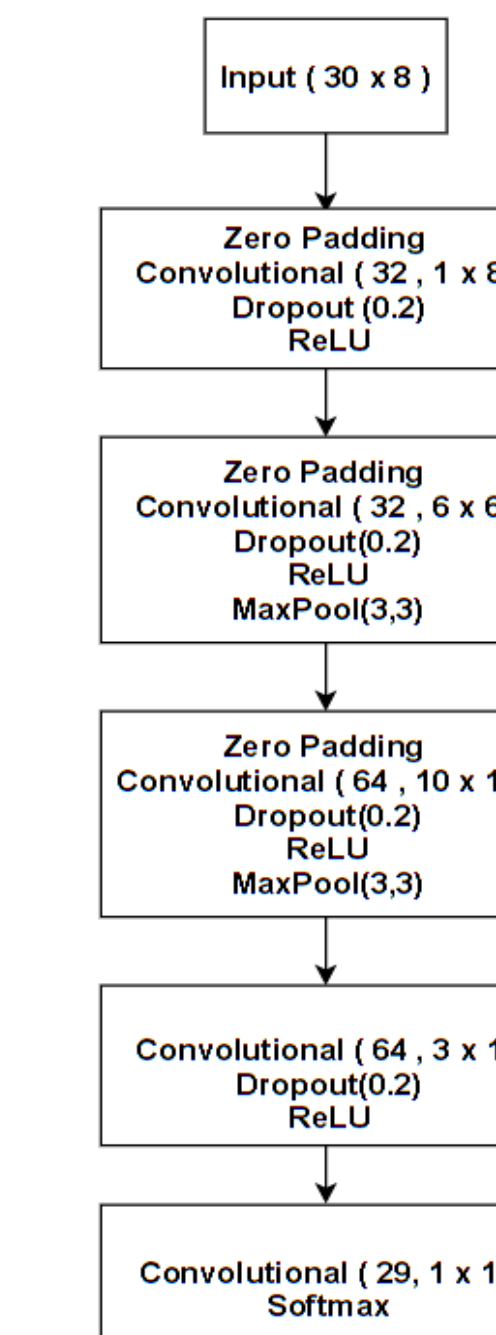 Input ( 30 x 8 )
Zero Padding
Convolutional ( 32 , 1 x 8
Dropout (0.2)
ReLU
Zero Padding
Convolutional ( 32 , 6 x 6
Dropout(0.2)
ReLU
MaxPool(3,3)
Zero Padding
Convolutional ( 64 , 10 x 1
Dropout(0.2)
ReLU
MaxPool(3,3)
Convolutional ( 64 , 3 x 1
Dropout(0.2)
ReLU
Convolutional ( 29, 1 x 1
Softmax